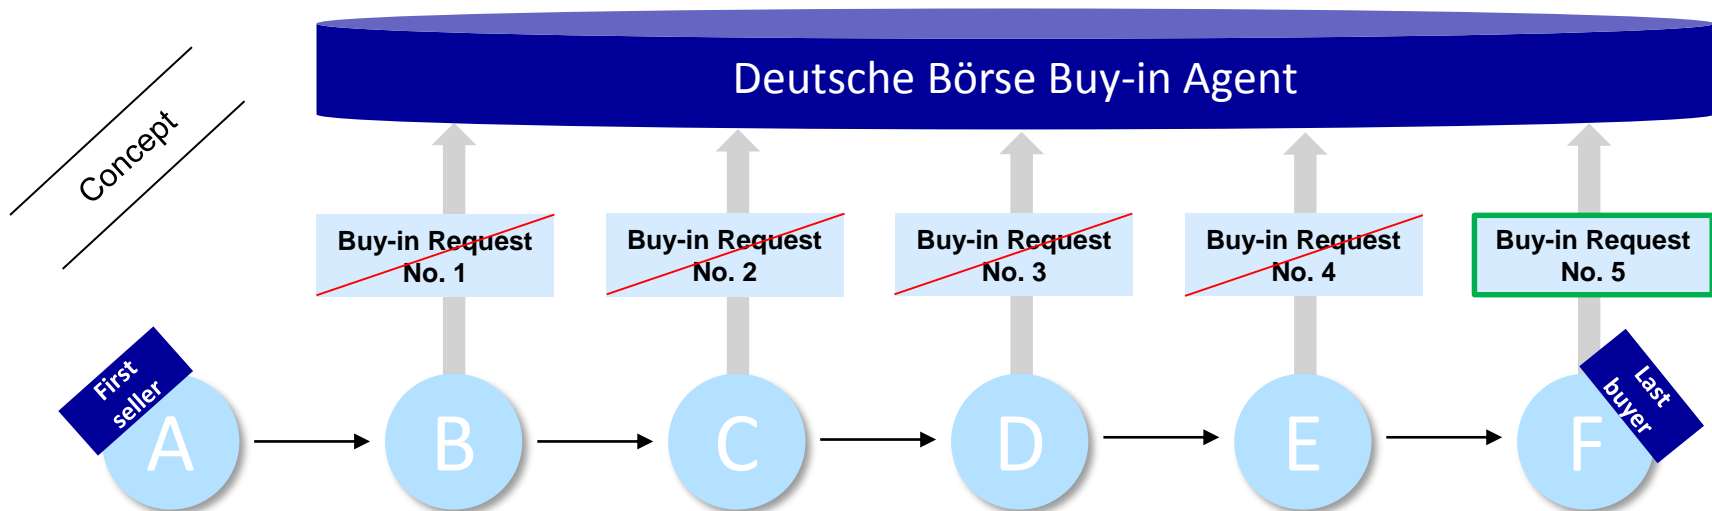 Deutsche Börse Buy-in Agent
Concept
Buy-in Request
No. 1
Buy-in Request
No. 2
Buy-in Request
No. 3
Buy-in Request
No. 4
Buy-in Request
No. 5
First
seller
Last
buyer
A
B
C
D
E
F